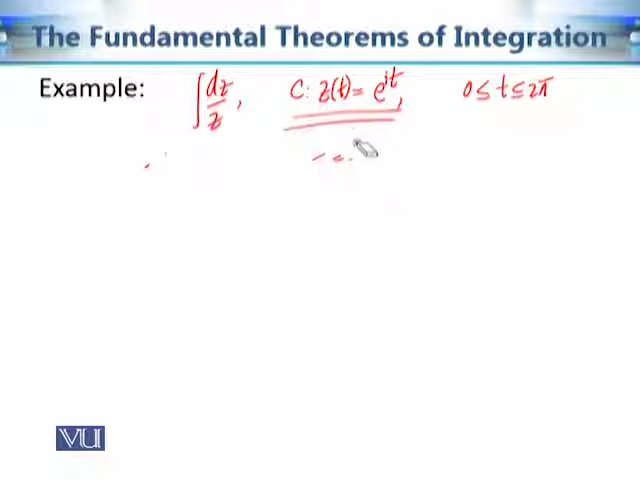 The Fundamental Theorems of Integration
Example: ∫ dz/z, C: z(t) = e^{it}, 0 ≤ t ≤ 2π
VU